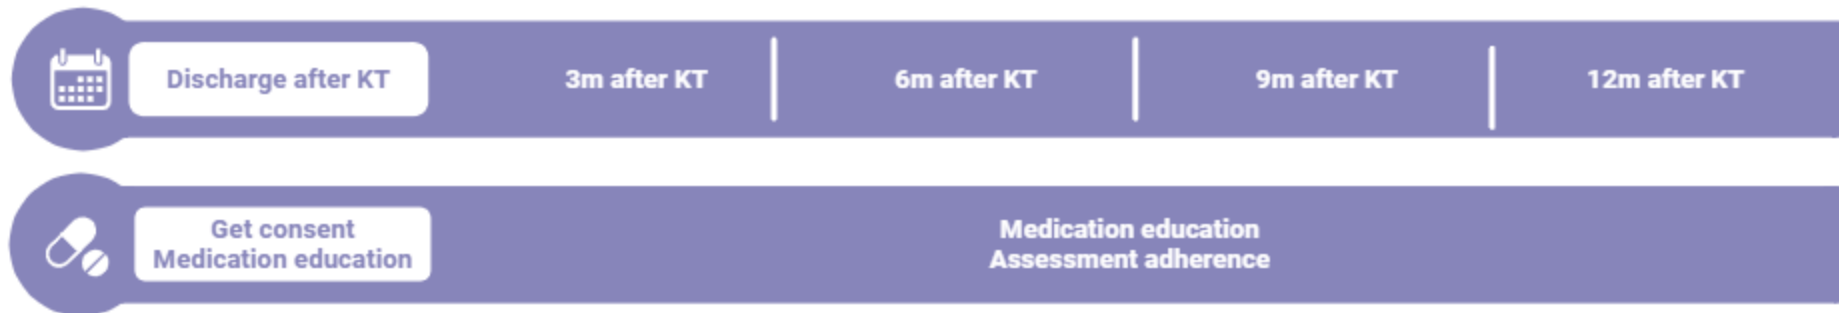 Discharge after KT
3m after KT
6m after KT
9m after KT
12m after KT
Get consent
Medication education
Medication education
Assessment adherence